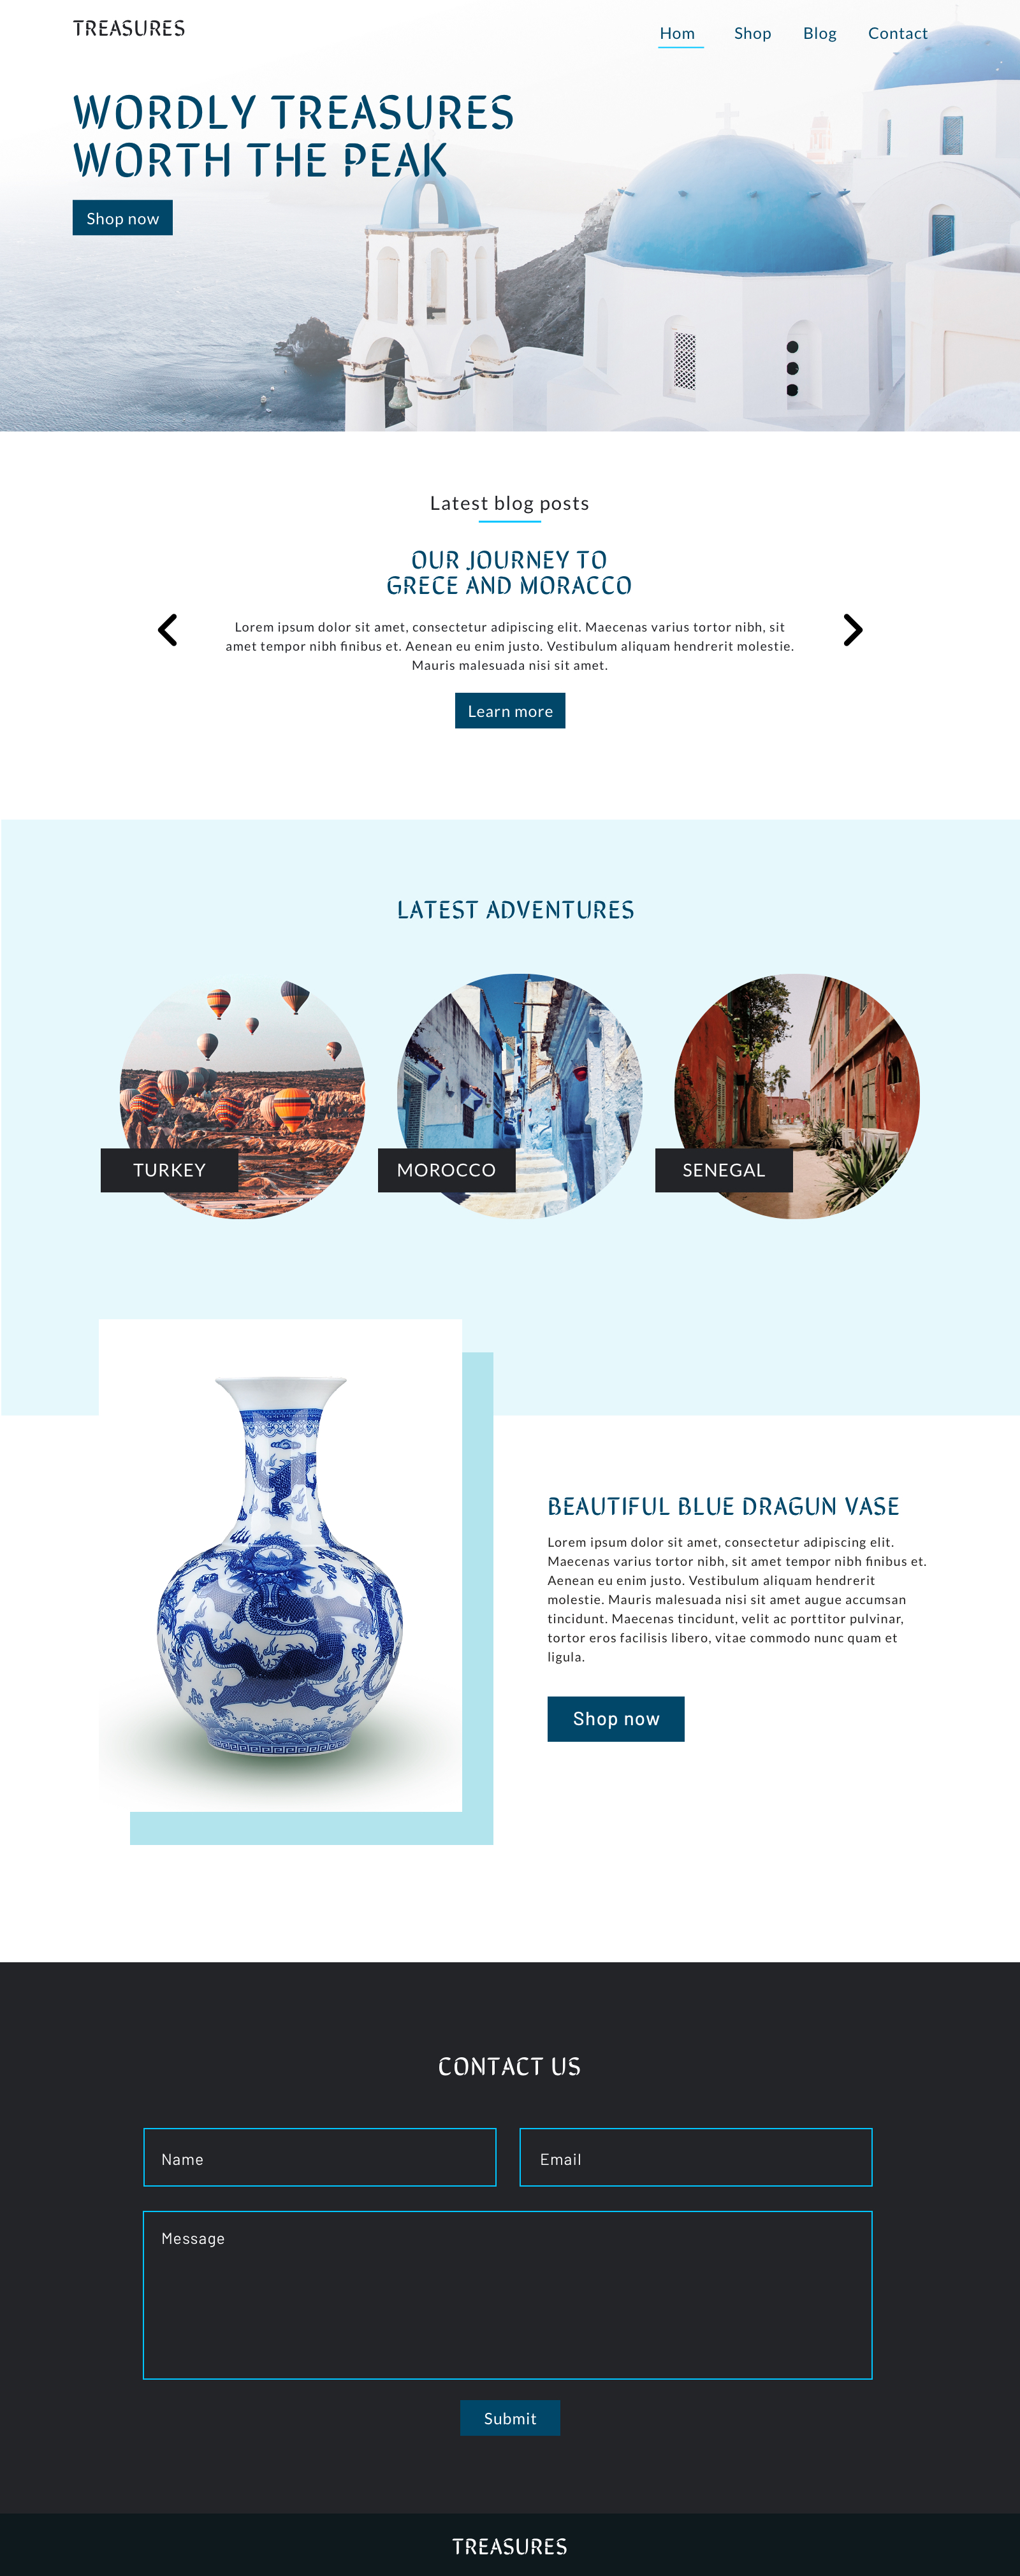 TREASURES
Hom Shop Blog Contact
WORDLY TREASURES
WORTH THE PEAK
Shop now
Latest blog posts
OUR JOURNEY TO
GRECE AND MORACCO
Lorem ipsum dolor sit amet, consectetur adipiscing elit. Maecenas varius tortor nibh, sit
amet tempor nibh finibus et. Aenean eu enim justo. Vestibulum aliquam hendrerit molestie.
Mauris malesuada nisi sit amet.
Learn more
LATEST ADVENTURES
TURKEY
MOROCCO
SENEGAL
BEAUTIFUL BLUE DRAGUN VASE
Lorem ipsum dolor sit amet, consectetur adipiscing elit.
Maecenas varius tortor nibh, sit amet tempor nibh finibus et.
Aenean eu enim justo. Vestibulum aliquam hendrerit
molestie. Mauris malesuada nisi sit amet augue accumsan
tincidunt. Maecenas tincidunt, velit ac porttitor pulvinar,
tortor eros facilisis libero, vitae commodo nunc quam et
ligula.
Shop now
CONTACT US
Name
Email
Message
Submit
TREASURES